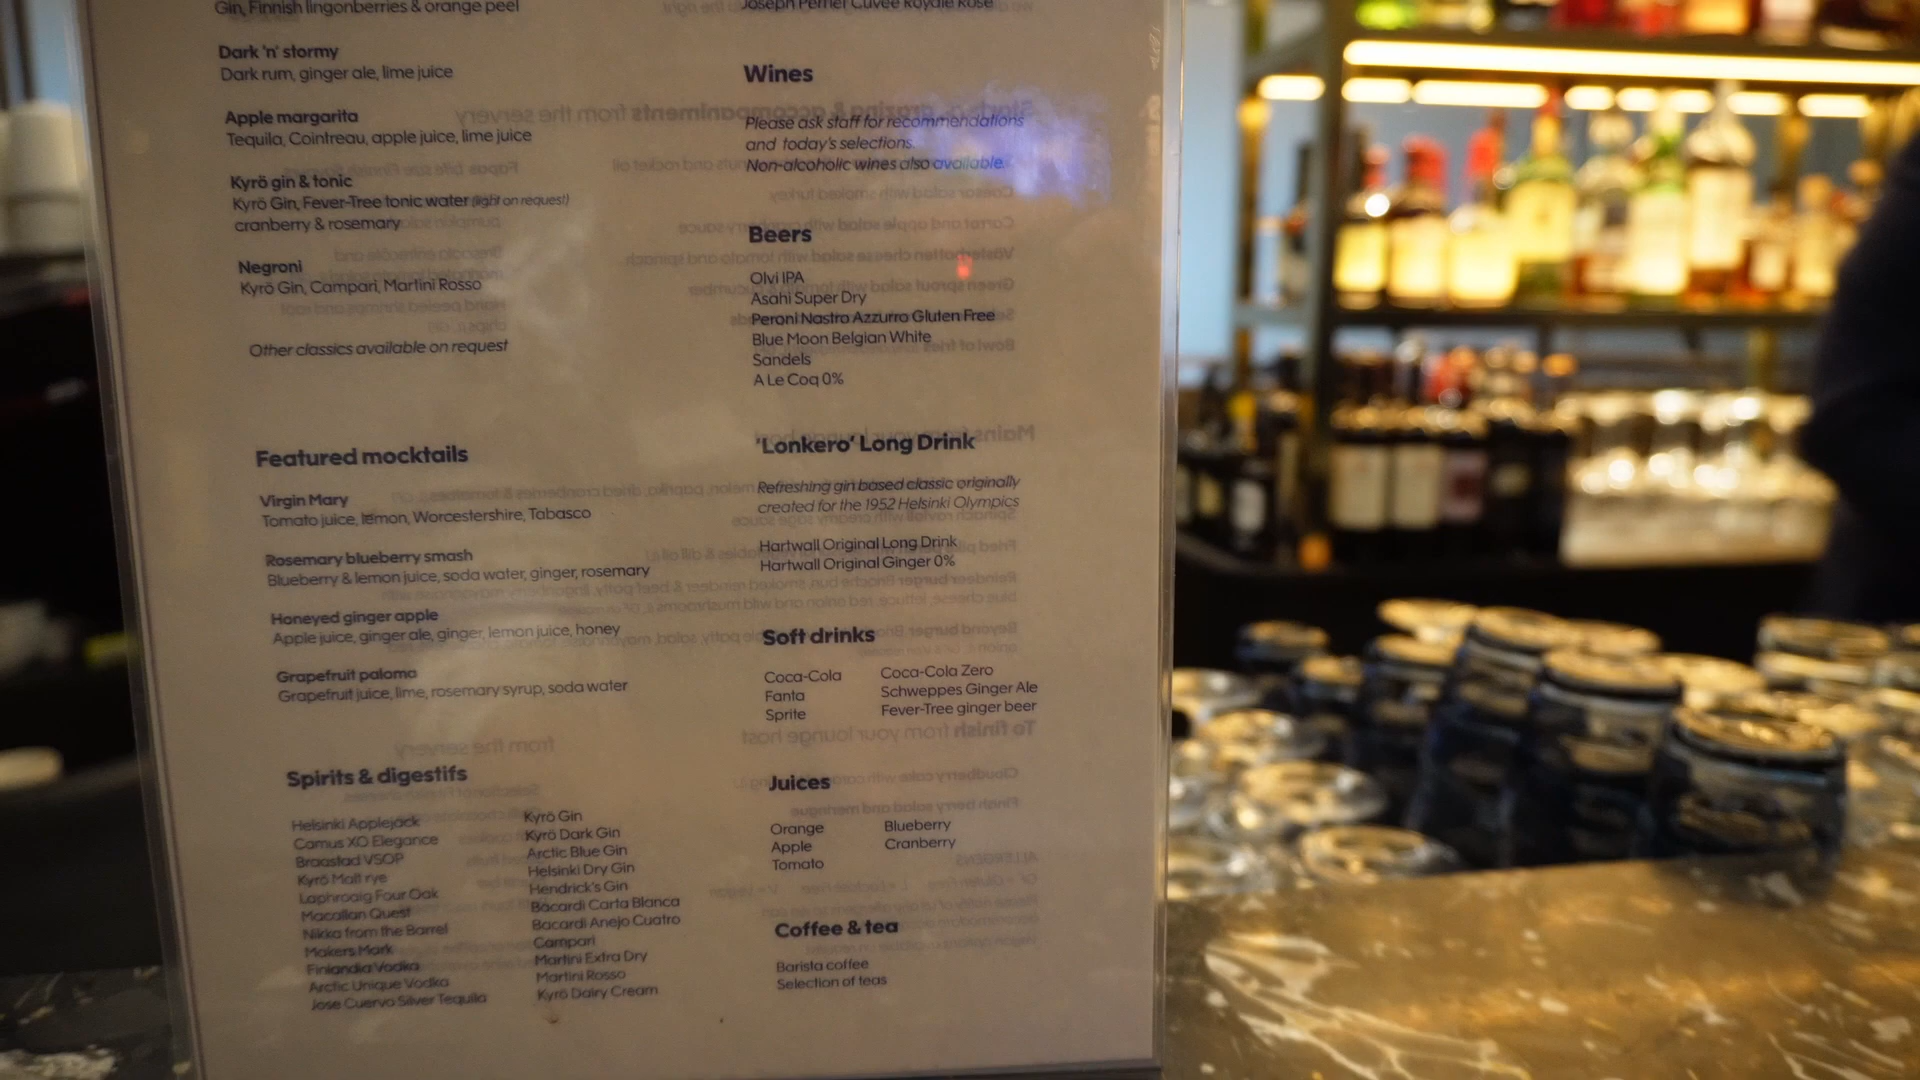 Gin, Finnish lingonberries & orange peel
Dark 'n' stormy
Dark rum, ginger ale, lime juice
Apple margarita
Tequila, Cointreau, apple juice, lime juice
Kyrö gin & tonic
Kyrö Gin, Fever-Tree tonic water (light on request)
cranberry & rosemary
Negroni
Kyrö Gin, Campari, Martini Rosso
Other classics available on request
Featured mocktails
Virgin Mary
Tomato juice, lemon, Worcestershire, Tabasco
Rosemary blueberry smash
Blueberry & lemon juice, soda water, ginger, rosemary
Honeyed ginger apple
Apple juice, ginger ale, ginger, lemon juice, honey
Grapefruit paloma
Grapefruit juice, lime, rosemary syrup, soda water
Spirits & digestifs
Helsinki Applejack
Camus XO Elegance
Braastad VSOP
Kyrö Malt rye
Laphroaig Four Oak
Macallan Quest
Nikka from the Barrel
Makers Mark
Finlandia Vodka
Arctic Unique Vodka
Jose Cuervo Silver Tequila
Kyrö Gin
Kyrö Dark Gin
Arctic Blue Gin
Helsinki Dry Gin
Hendrick's Gin
Bacardi Carta Blanca
Bacardi Anejo Cuatro
Campari
Martini Extra Dry
Martini Rosso
Kyrö Dairy Cream
Joseph Perrier Cuvée Royale Rosé
Wines
Please ask staff for recommendations
and today's selections.
Non-alcoholic wines also available.
Beers
Olvi IPA
Asahi Super Dry
Peroni Nastro Azzurro Gluten Free
Blue Moon Belgian White
Sandels
A Le Coq 0%
'Lonkero' Long Drink
Refreshing gin based classic originally
created for the 1952 Helsinki Olympics
Hartwall Original Long Drink
Hartwall Original Ginger 0%
Soft drinks
Coca-Cola
Fanta
Sprite
Coca-Cola Zero
Schweppes Ginger Ale
Fever-Tree ginger beer
Juices
Orange
Apple
Tomato
Blueberry
Cranberry
Coffee & tea
Barista coffee
Selection of teas